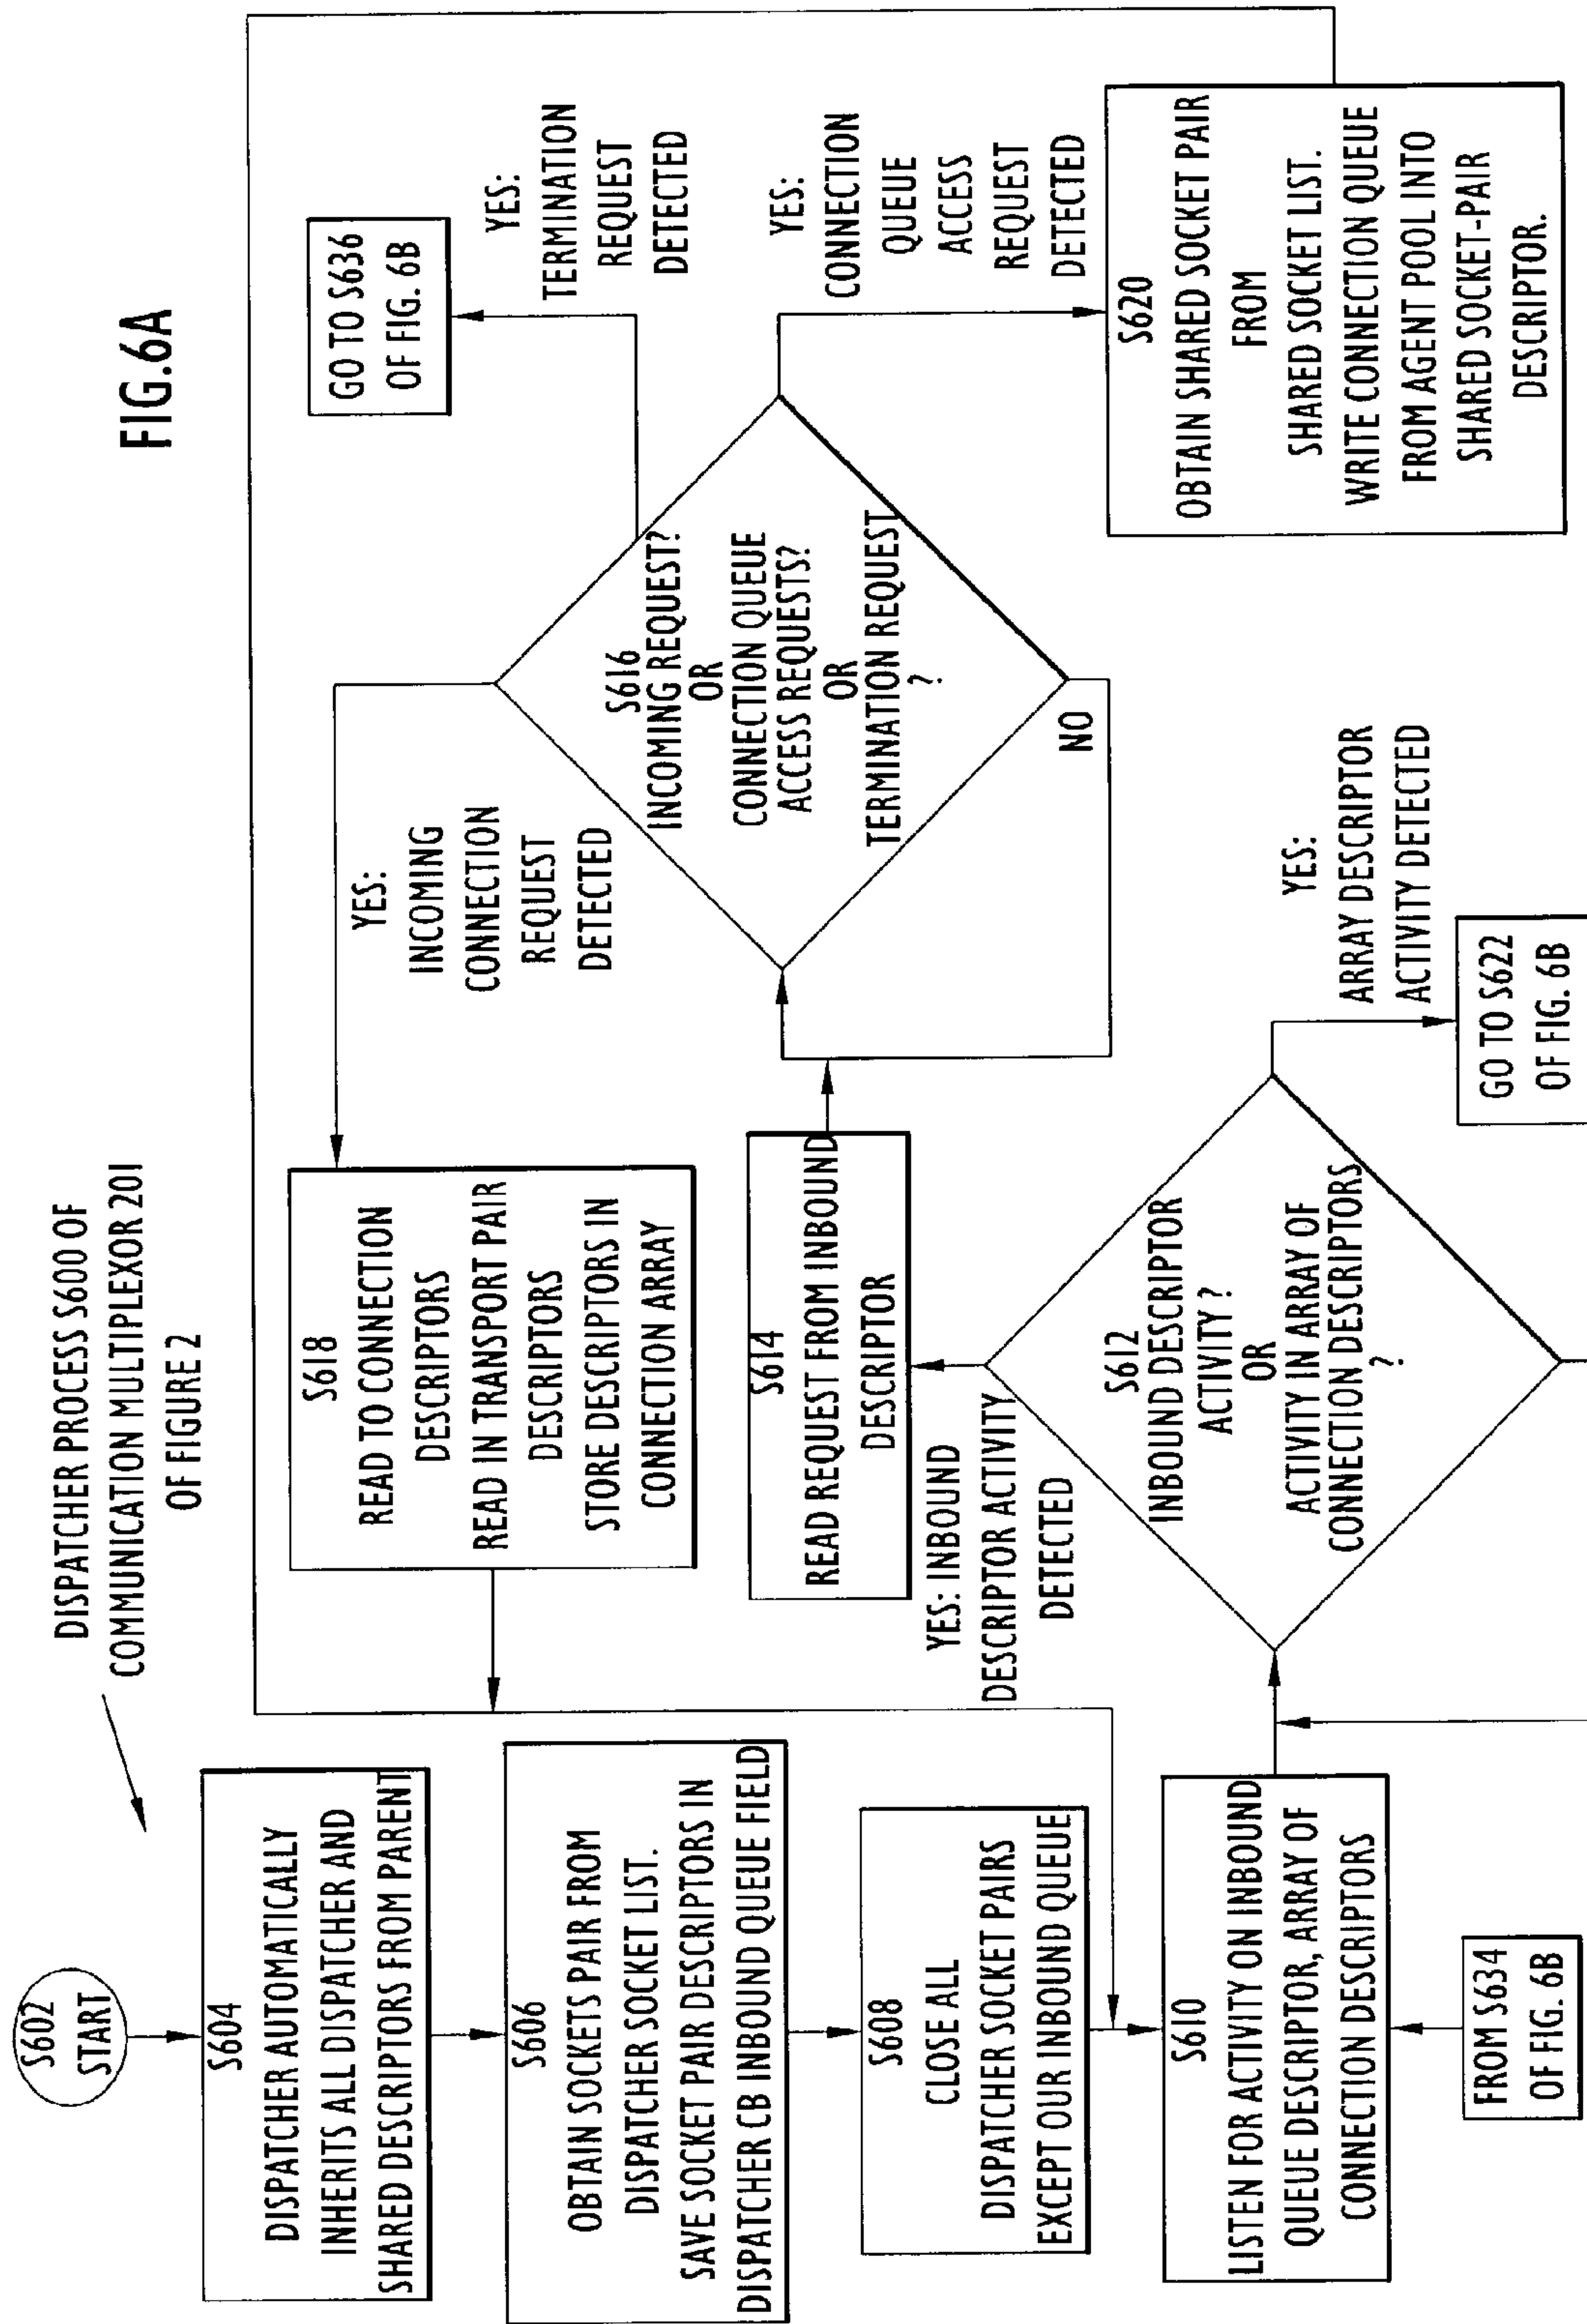 FIG.6A
DISPATCHER PROCESS S600 OF
COMMUNICATION MULTIPLEXOR 201
OF FIGURE 2
S602
START
S604
DISPATCHER AUTOMATICALLY
INHERITS ALL DISPATCHER AND
SHARED DESCRIPTORS FROM PARENT
S606
OBTAIN SOCKETS PAIR FROM
DISPATCHER SOCKET LIST.
SAVE SOCKET PAIR DESCRIPTORS IN
DISPATCHER CB INBOUND QUEUE FIELD
S608
CLOSE ALL
DISPATCHER SOCKET PAIRS
EXCEPT OUR INBOUND QUEUE
S610
LISTEN FOR ACTIVITY ON INBOUND
QUEUE DESCRIPTOR, ARRAY OF
CONNECTION DESCRIPTORS
FROM S634
OF FIG. 6B
S612
INBOUND DESCRIPTOR
ACTIVITY ?
OR
ACTIVITY IN ARRAY OF
CONNECTION DESCRIPTORS
?
YES: INBOUND
DESCRIPTOR ACTIVITY
DETECTED
YES:
ARRAY DESCRIPTOR
ACTIVITY DETECTED
GO TO S622
OF FIG. 6B
S614
READ REQUEST FROM INBOUND
DESCRIPTOR
S616
INCOMING REQUEST?
OR
CONNECTION QUEUE
ACCESS REQUESTS?
OR
TERMINATION REQUEST
?
NO
YES:
INCOMING
CONNECTION
REQUEST
DETECTED
S618
READ TO CONNECTION
DESCRIPTORS
READ IN TRANSPORT PAIR
DESCRIPTORS
STORE DESCRIPTORS IN
CONNECTION ARRAY
YES:
TERMINATION
REQUEST
DETECTED
GO TO S636
OF FIG. 6B
YES:
CONNECTION
QUEUE
ACCESS
REQUEST
DETECTED
S620
OBTAIN SHARED SOCKET PAIR
FROM
SHARED SOCKET LIST.
WRITE CONNECTION QUEUE
FROM AGENT POOL INTO
SHARED SOCKET-PAIR
DESCRIPTOR.